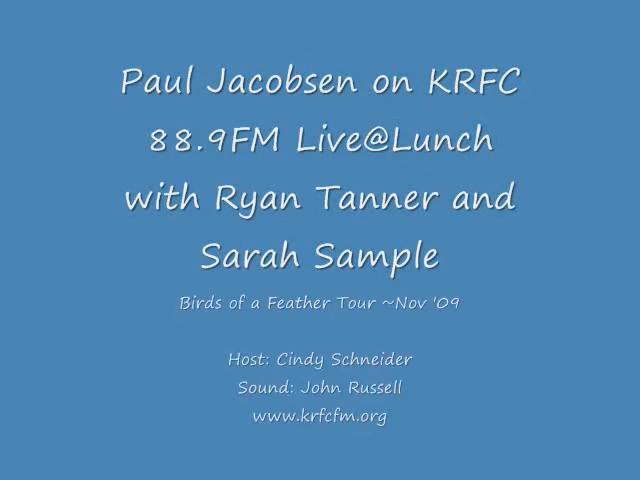 Paul Jacobsen on KRFC
88.9FM Live@Lunch
with Ryan Tanner and
Sarah Sample
Birds of a Feather Tour ~Nov '09
Host: Cindy Schneider
Sound: John Russell
www.krfcfm.org